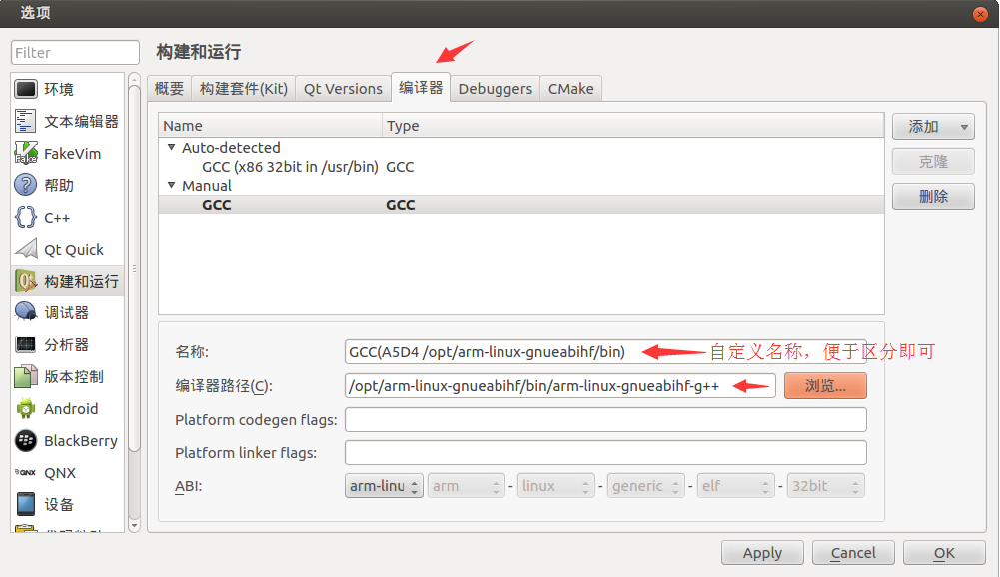 选项
Filter
构建和运行
环境
文本编辑器
FakeVim
帮助
C++
Qt Quick
构建和运行
调试器
分析器
版本控制
Android
BlackBerry
QNX
设备
概要 构建套件(Kit) Qt Versions 编译器 Debuggers CMake
Name Type
Auto-detected
GCC (x86 32bit in /usr/bin) GCC
Manual
GCC GCC
添加
克隆
删除
名称: GCC(A5D4 /opt/arm-linux-gnueabihf/bin) 自定义名称，便于区分即可
编译器路径(C): /opt/arm-linux-gnueabihf/bin/arm-linux-gnueabihf-g++ 浏览...
Platform codegen flags:
Platform linker flags:
ABI: arm-linu arm - linux - generic - elf - 32bit
Apply Cancel OK